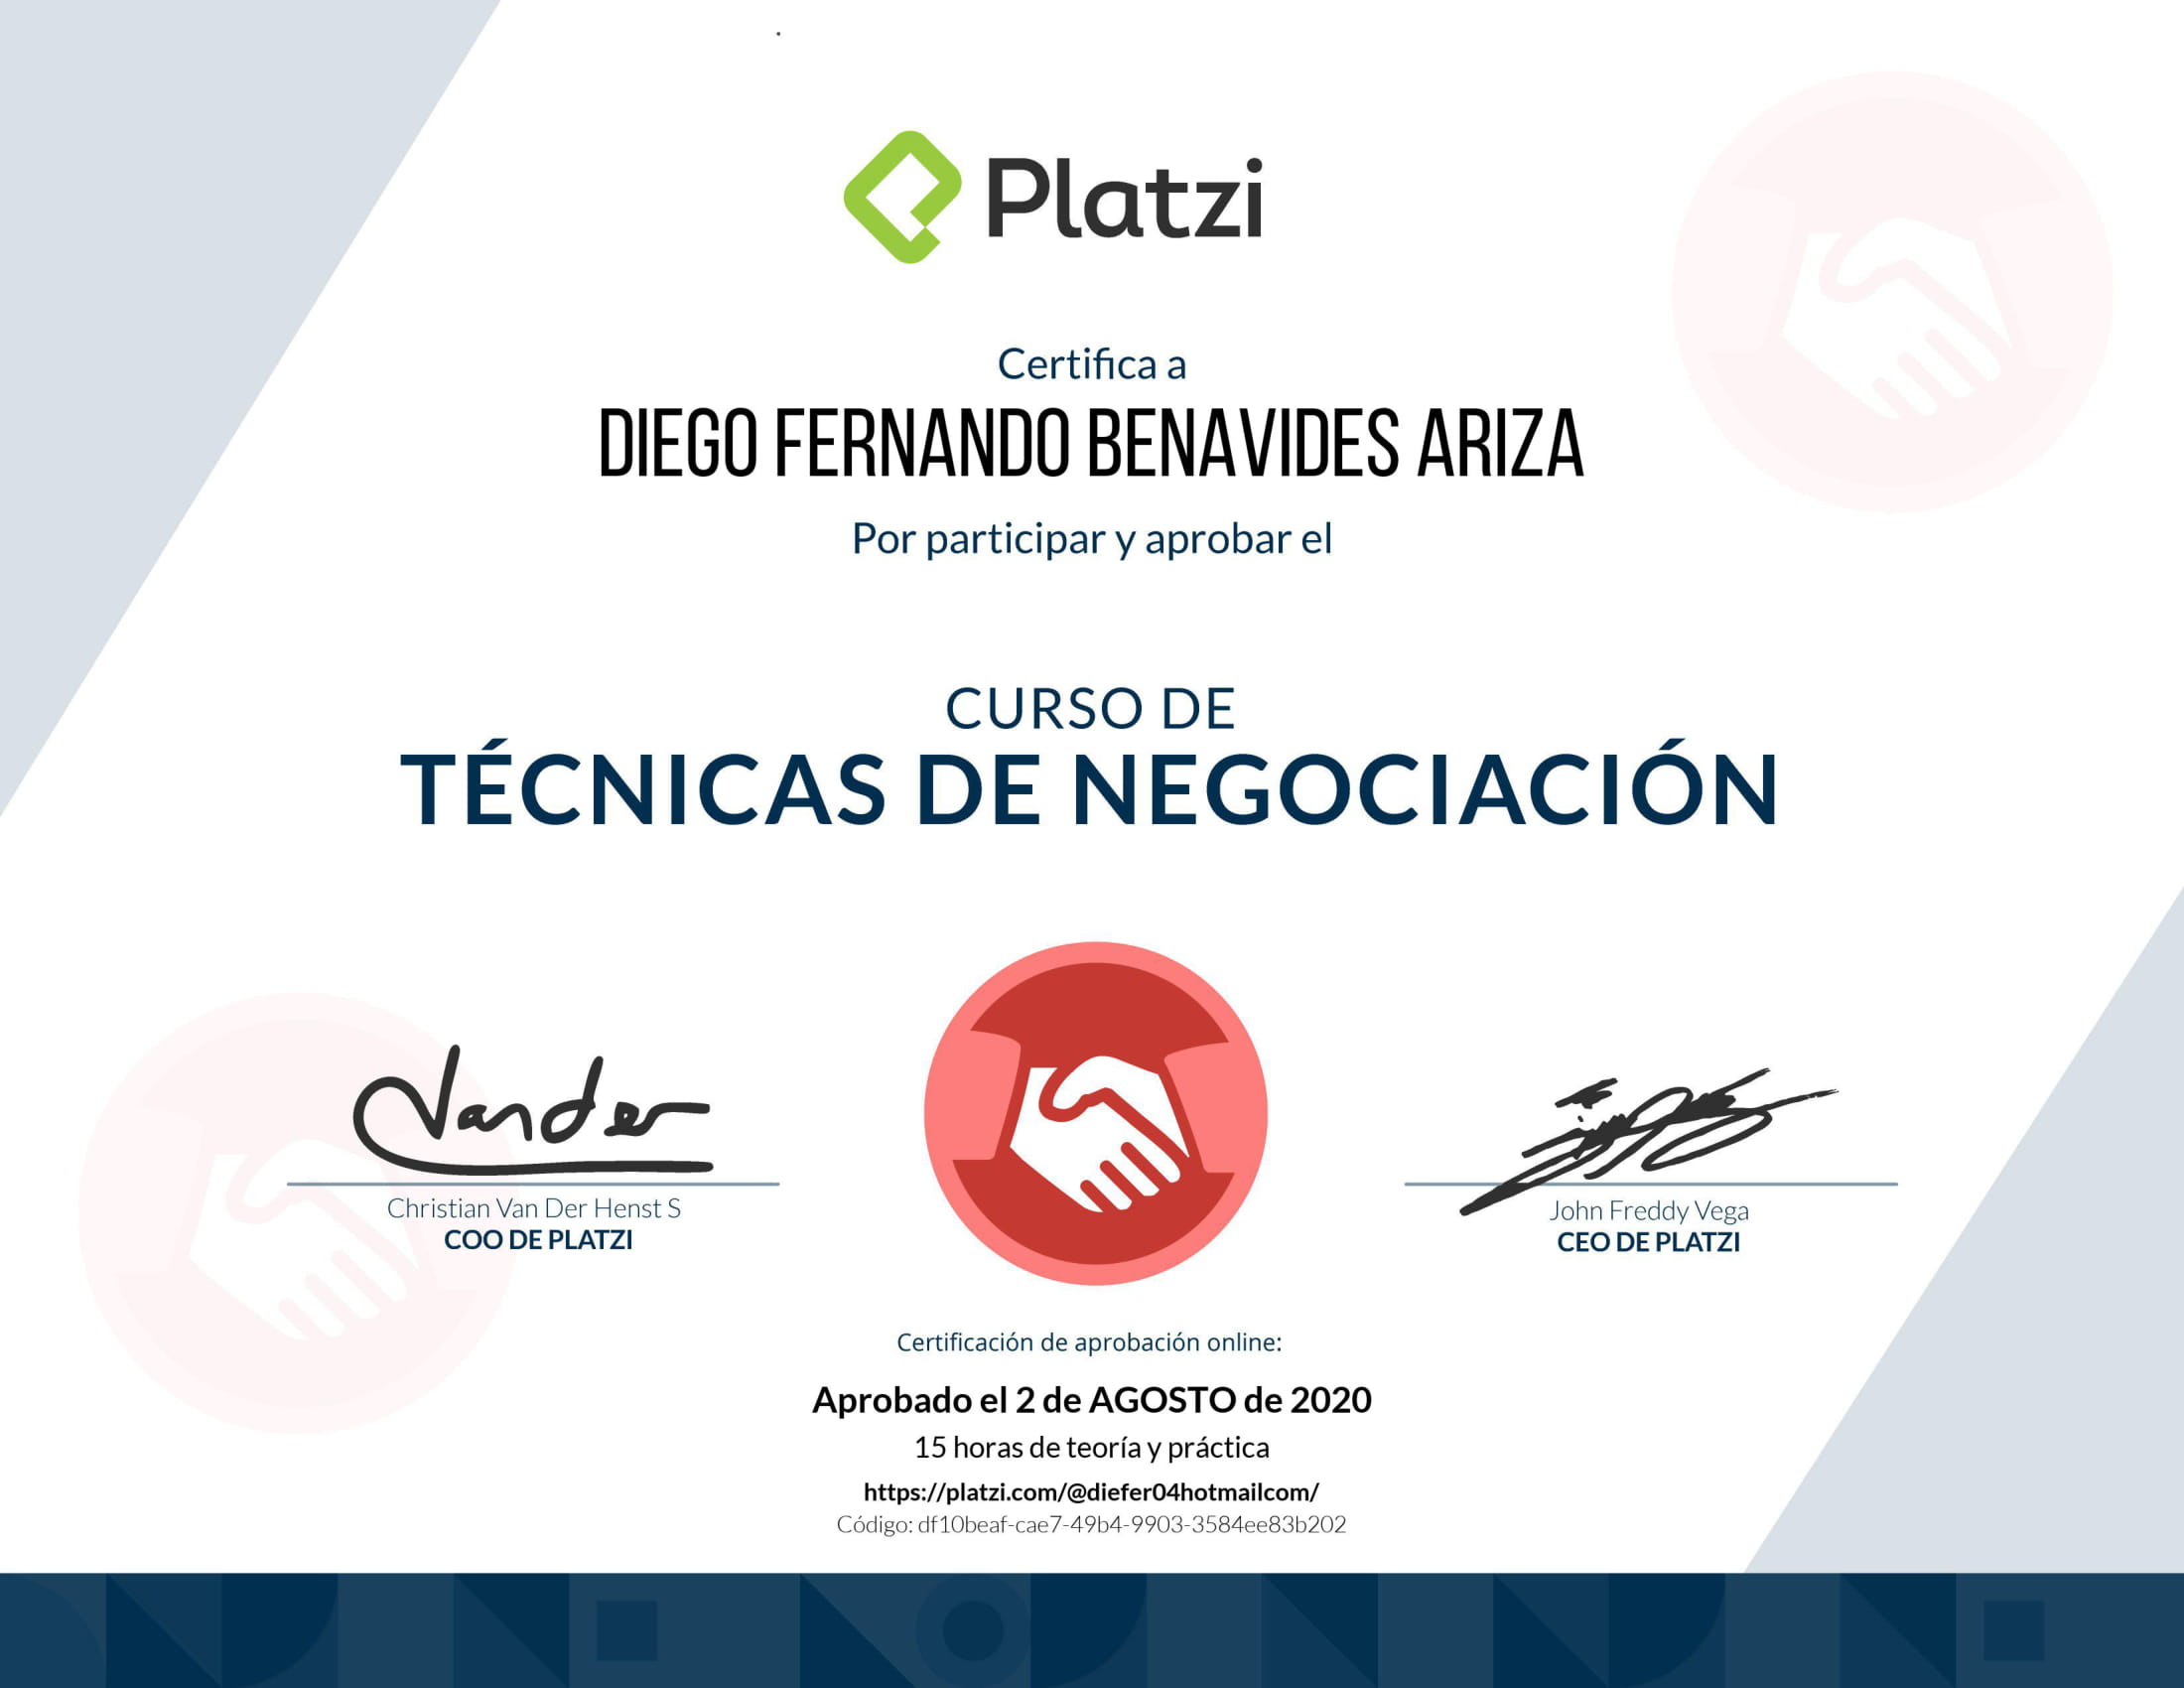 Platzi
Certifica a
DIEGO FERNANDO BENAVIDES ARIZA
Por participar y aprobar el
CURSO DE
TÉCNICAS DE NEGOCIACIÓN
Vander
Christian Van Der Henst S
COO DE PLATZI
John Freddy Vega
CEO DE PLATZI
Certificación de aprobación online:
Aprobado el 2 de AGOSTO de 2020
15 horas de teoría y práctica
https://platzi.com/@diefer04hotmailcom/
Código: df10beaf-cae7-49b4-9903-3584ee83b202